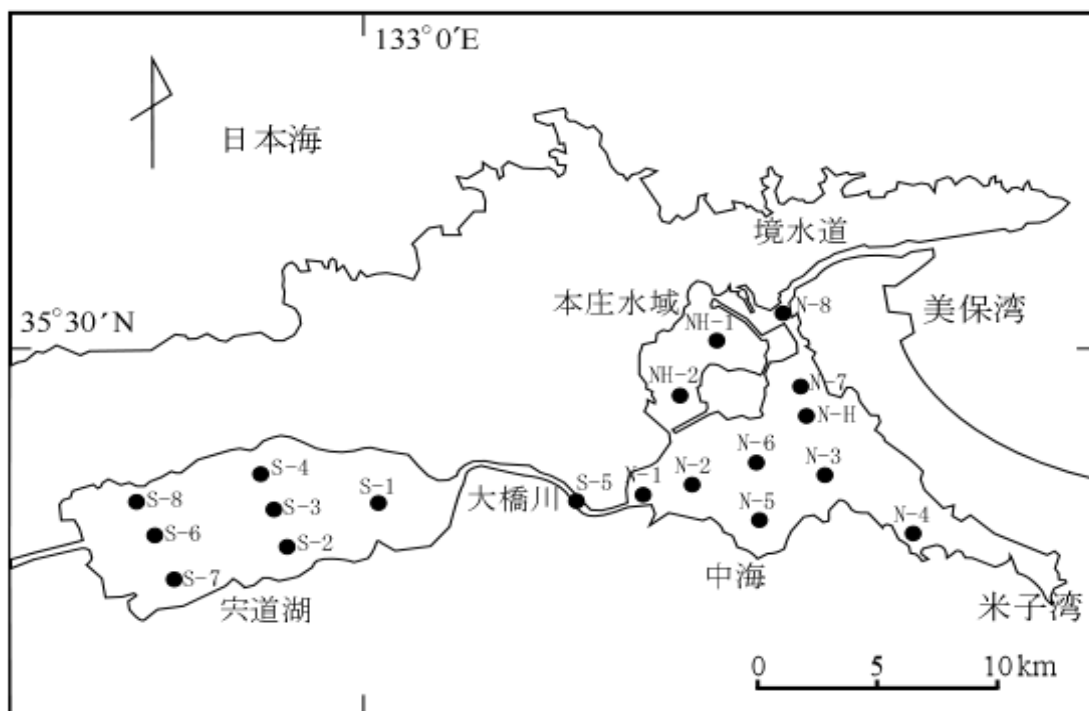 133°0′E
日本海
境水道
本庄水域
N-8
35°30′N
美保湾
NH-1
NH-2
N-7
N-H
N-6
N-3
S-4
N-1
N-2
S-8
S-3
S-1
大橋川
S-5
N-5
N-4
S-6
S-2
S-7
中海
宍道湖
米子湾
0 5 10 km